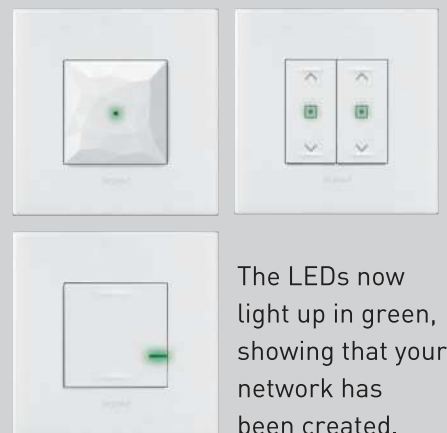 The LEDs now
light up in green,
showing that your
network has
been created.